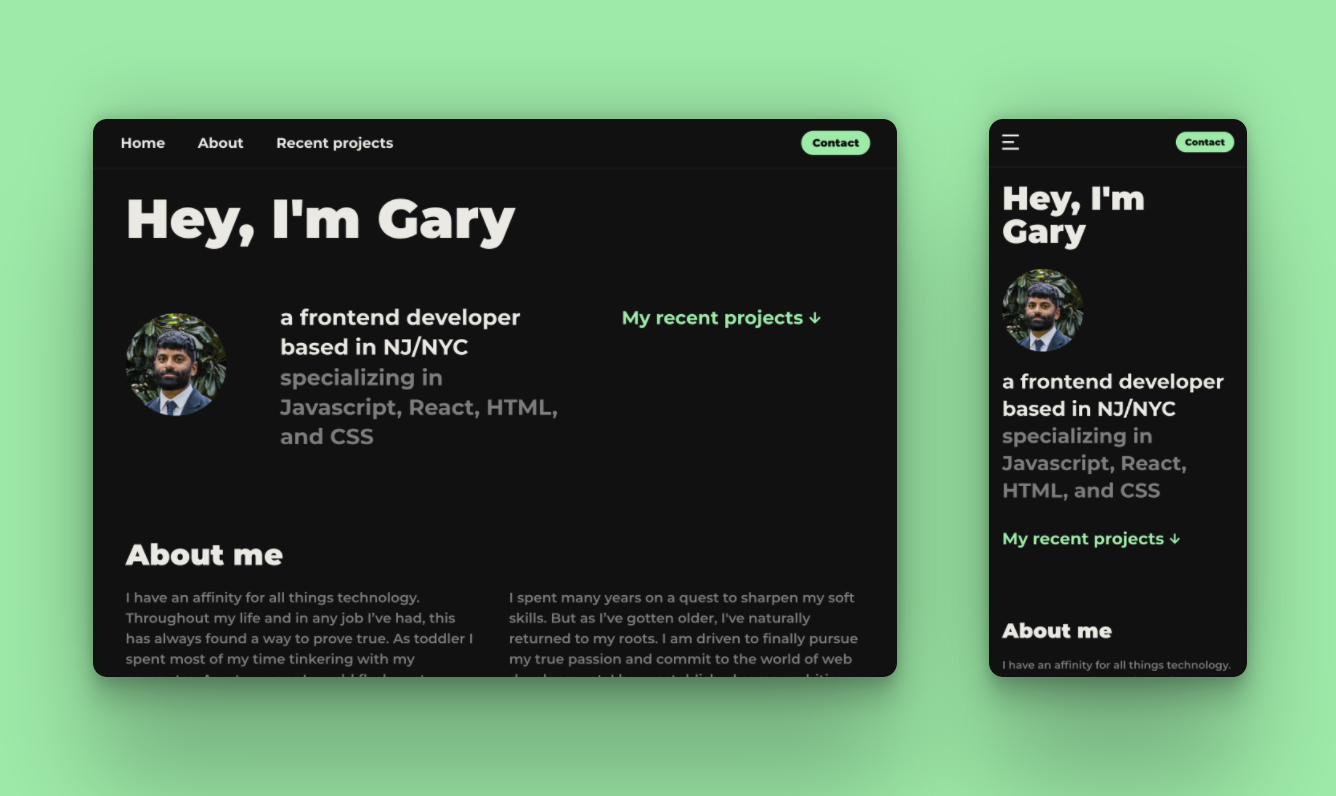 Home About Recent projects Contact
Hey, I'm Gary
a frontend developer
based in NJ/NYC
specializing in
Javascript, React, HTML,
and CSS
My recent projects ↓
About me
I have an affinity for all things technology.
Throughout my life and in any job I’ve had, this
has always found a way to prove true. As toddler I
spent most of my time tinkering with my
I spent many years on a quest to sharpen my soft
skills. But as I’ve gotten older, I've naturally
returned to my roots. I am driven to finally pursue
my true passion and commit to the world of web
Contact
Hey, I'm
Gary
a frontend developer
based in NJ/NYC
specializing in
Javascript, React,
HTML, and CSS
My recent projects ↓
About me
I have an affinity for all things technology.